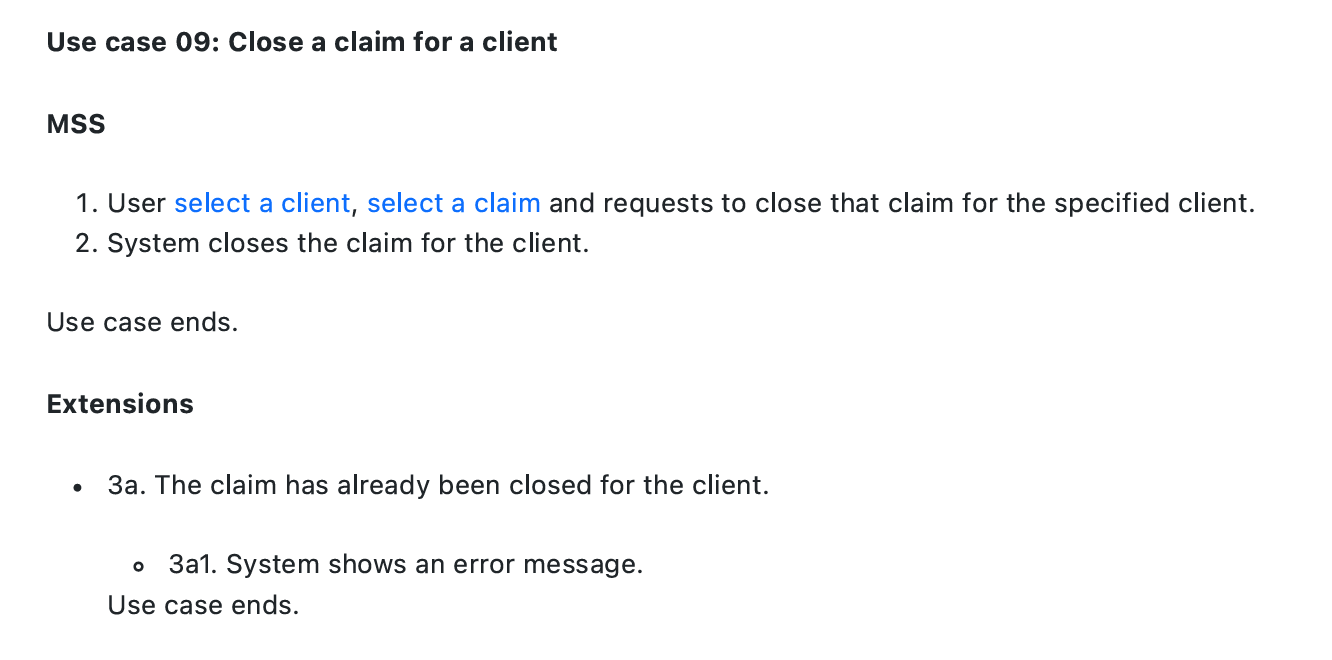 Use case 09: Close a claim for a client
MSS
1. User select a client, select a claim and requests to close that claim for the specified client.
2. System closes the claim for the client.
Use case ends.
Extensions
• 3a. The claim has already been closed for the client.
◦ 3a1. System shows an error message.
Use case ends.